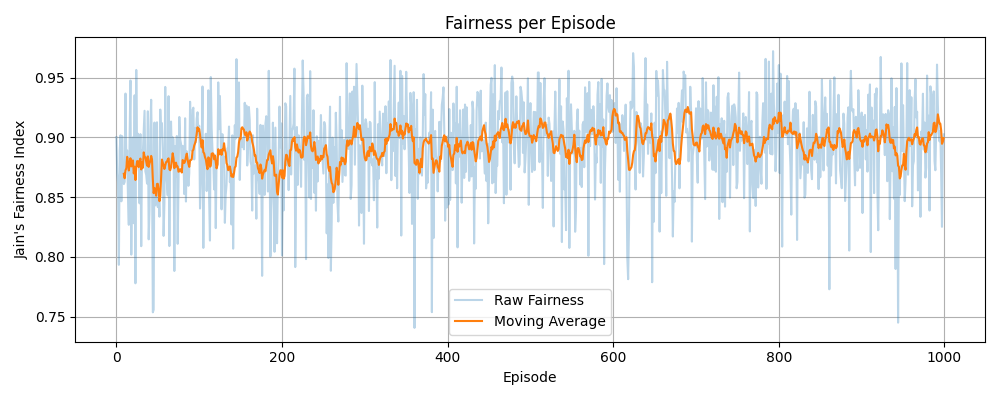 Fairness per Episode
Jain's Fairness Index
0.95
0.90
0.85
0.80
0.75
Raw Fairness
Moving Average
0
200
400
600
800
1000
Episode